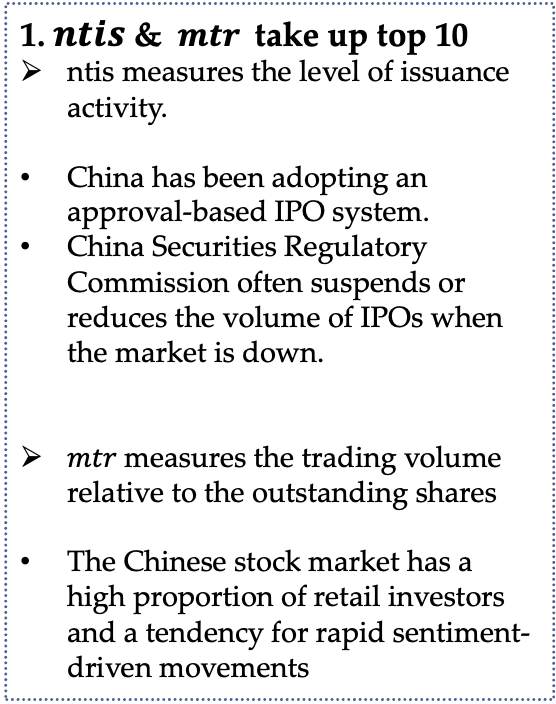 1. ntis & mtr take up top 10
➢ ntis measures the level of issuance
activity.
• China has been adopting an
approval-based IPO system.
• China Securities Regulatory
Commission often suspends or
reduces the volume of IPOs when
the market is down.
➢ mtr measures the trading volume
relative to the outstanding shares
• The Chinese stock market has a
high proportion of retail investors
and a tendency for rapid sentiment-
driven movements